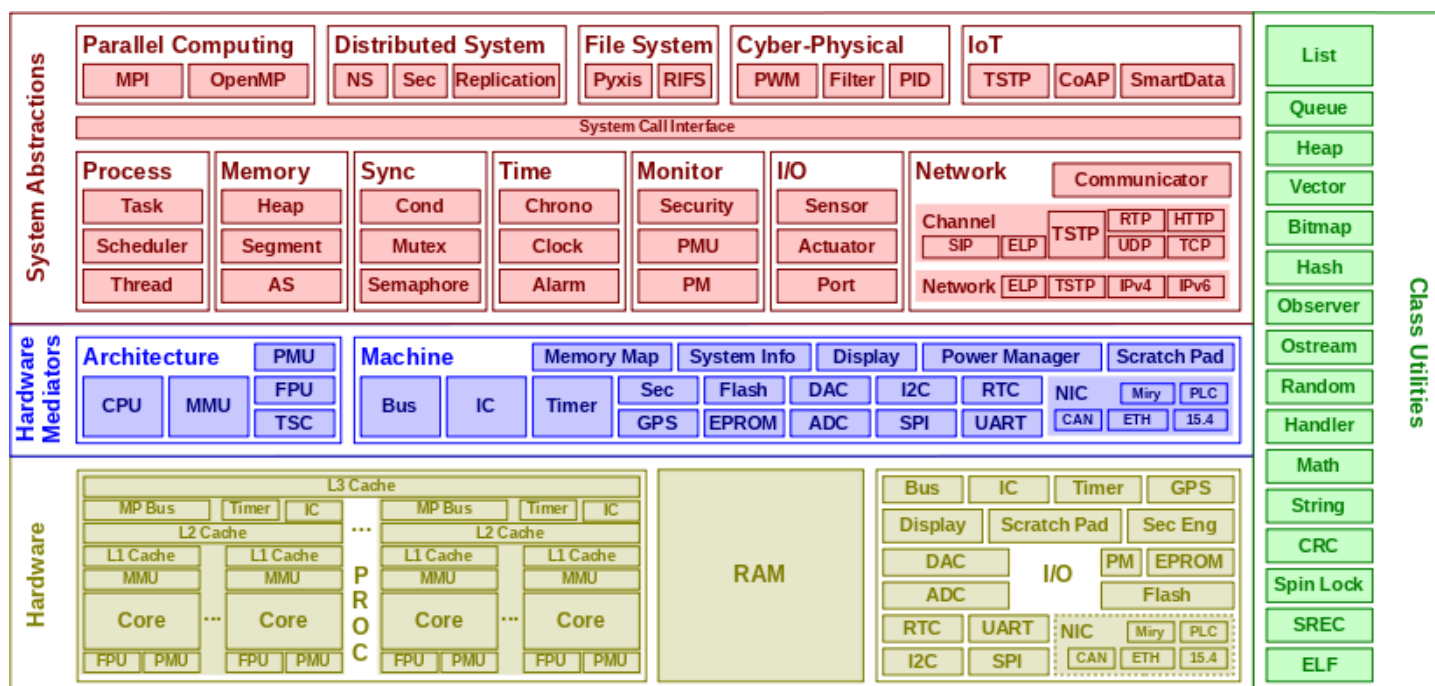 Parallel Computing
MPI OpenMP
Distributed System
NS Sec Replication
File System
Pyxis RIFS
Cyber-Physical
PWM Filter PID
IoT
TSTP CoAP SmartData
System Call Interface
System Abstractions
Process
Task
Scheduler
Thread
Memory
Heap
Segment
AS
Sync
Cond
Mutex
Semaphore
Time
Chrono
Clock
Alarm
Monitor
Security
PMU
PM
I/O
Sensor
Actuator
Port
Network
Communicator
Channel
SIP ELP TSTP
RTP HTTP
UDP TCP
Network ELP TSTP IPv4 IPv6
Hardware
Mediators
Architecture
CPU MMU
PMU
FPU
TSC
Machine
Memory Map System Info Display Power Manager Scratch Pad
Bus IC Timer
Sec Flash DAC I2C RTC
GPS EPROM ADC SPI UART
NIC Miry PLC
CAN ETH 15.4
Hardware
L3 Cache
MP Bus Timer IC ... MP Bus Timer IC
L2 Cache L2 Cache
L1 Cache L1 Cache L1 Cache L1 Cache
MMU MMU MMU MMU
Core ... Core Core ... Core
FPU PMU FPU PMU FPU PMU FPU PMU
PROC
RAM
Bus IC Timer GPS
Display Scratch Pad Sec Eng
DAC I/O PM EPROM
ADC Flash
RTC UART
I2C SPI
NIC Miry PLC
CAN ETH 15.4
List
Queue
Heap
Vector
Bitmap
Hash
Observer
Ostream
Random
Handler
Math
String
CRC
Spin Lock
SREC
ELF
Class Utilities